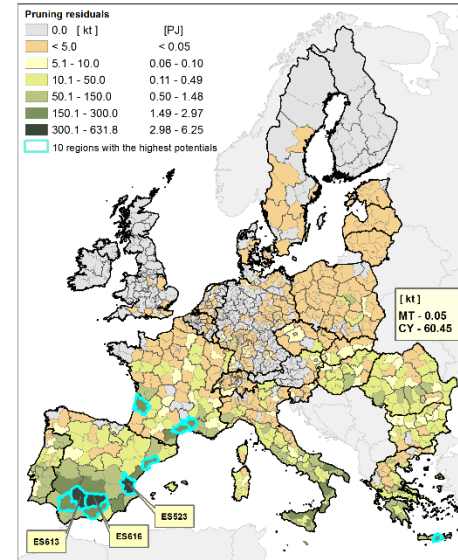 Pruning residuals
0.0 [ kt ] [PJ]
< 5.0 < 0.05
5.1 - 10.0 0.06 - 0.10
10.1 - 50.0 0.11 - 0.49
50.1 - 150.0 0.50 - 1.48
150.1 - 300.0 1.49 - 2.97
300.1 - 631.8 2.98 - 6.25
10 regions with the highest potentials
[ kt ]
MT - 0.05
CY - 60.45
ES523
ES613
ES616